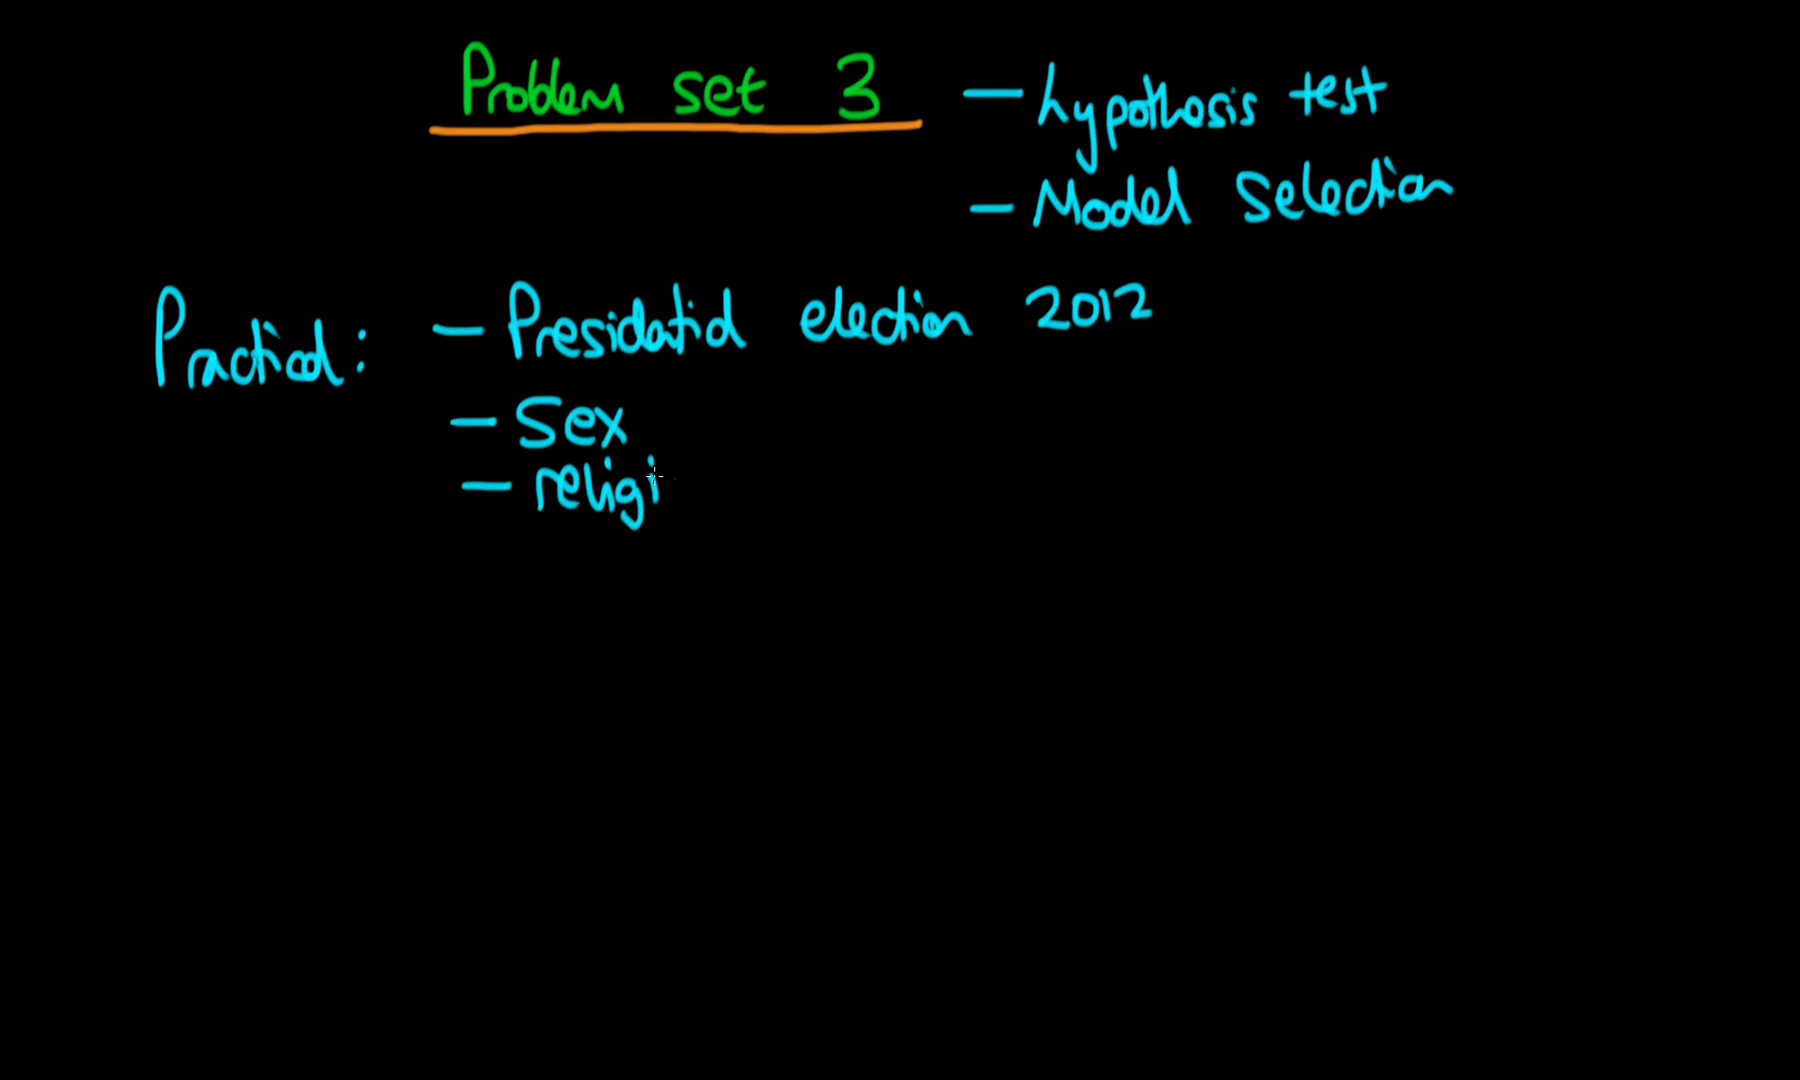 Problem set 3 - hypothesis test
- Model Selection
Practical: - Presidential election 2012
- Sex
- religi